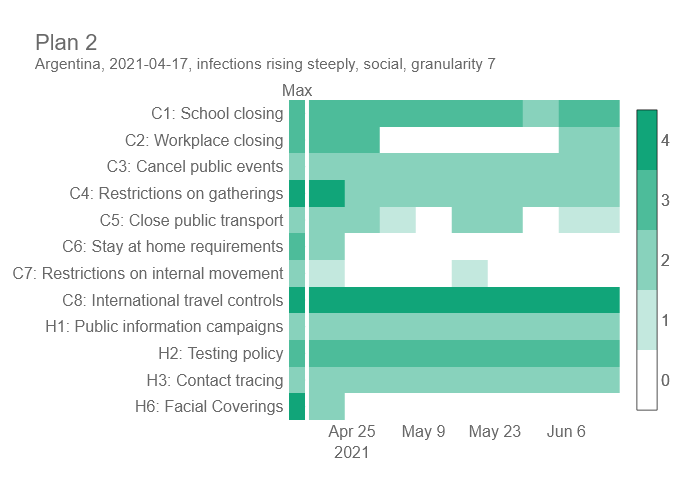 Plan 2
Argentina, 2021-04-17, infections rising steeply, social, granularity 7
Max
C1: School closing
C2: Workplace closing
C3: Cancel public events
C4: Restrictions on gatherings
C5: Close public transport
C6: Stay at home requirements
C7: Restrictions on internal movement
C8: International travel controls
H1: Public information campaigns
H2: Testing policy
H3: Contact tracing
H6: Facial Coverings
Apr 25 May 9 May 23 Jun 6
2021
4
3
2
1
0